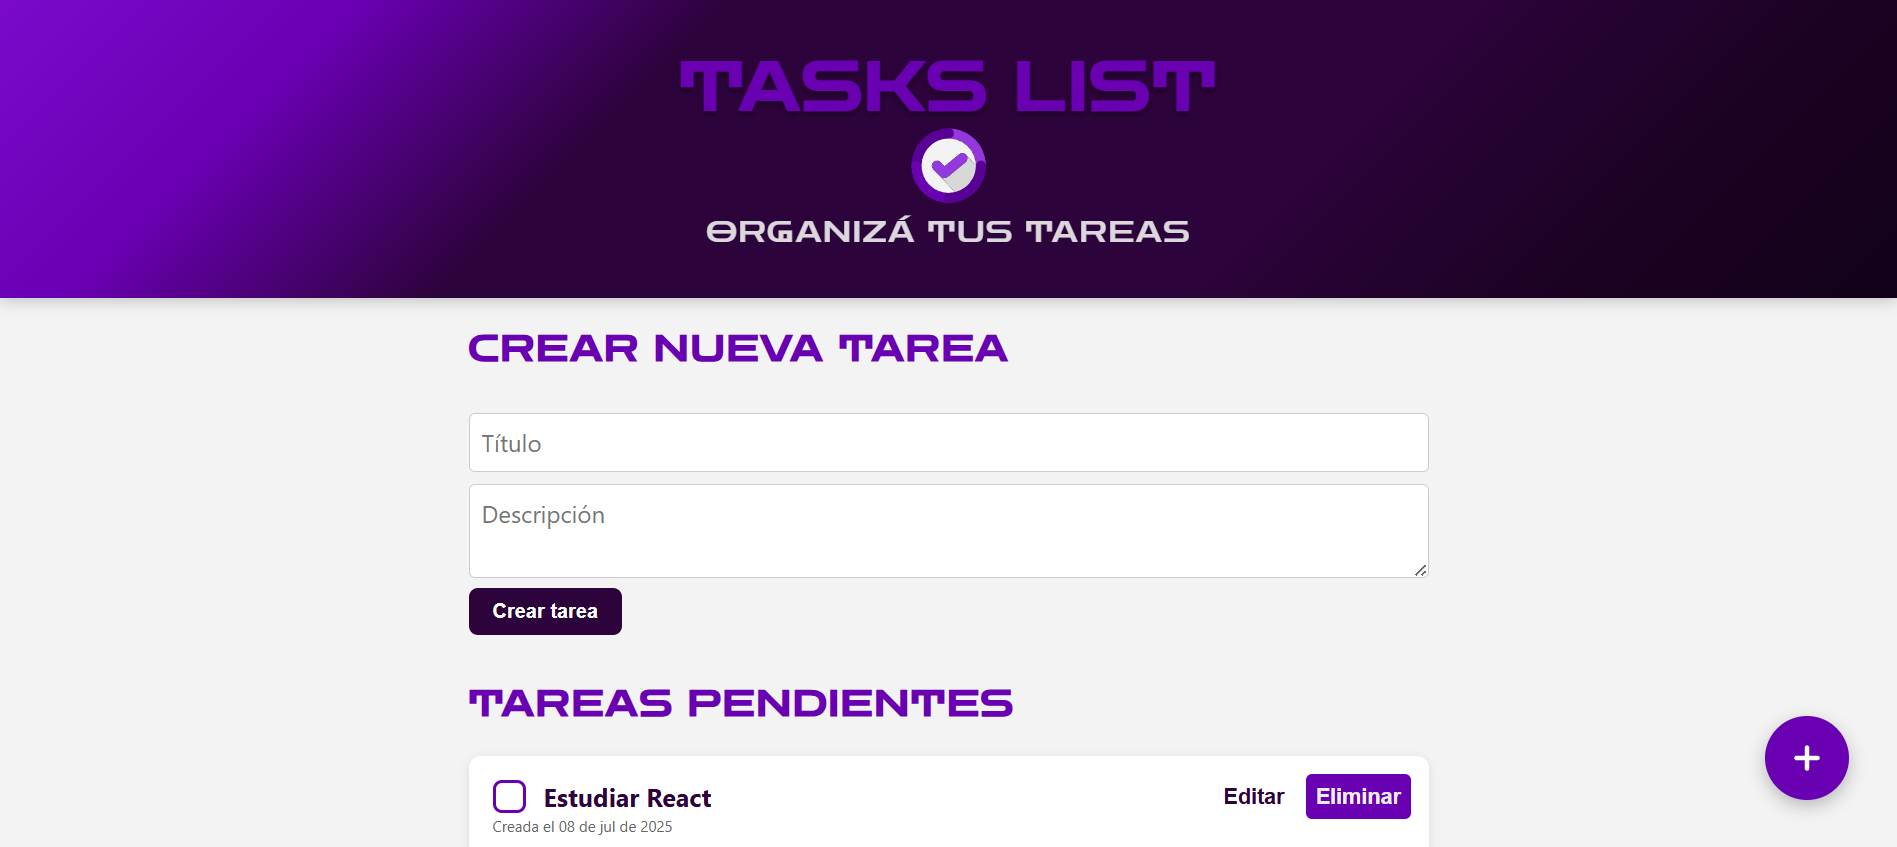 TASKS LIST
ORGANIZÁ TUS TAREAS
CREAR NUEVA TAREA
Título
Descripción
Crear tarea
TAREAS PENDIENTES
Estudiar React
Editar
Eliminar
Creada el 08 de jul de 2025
+